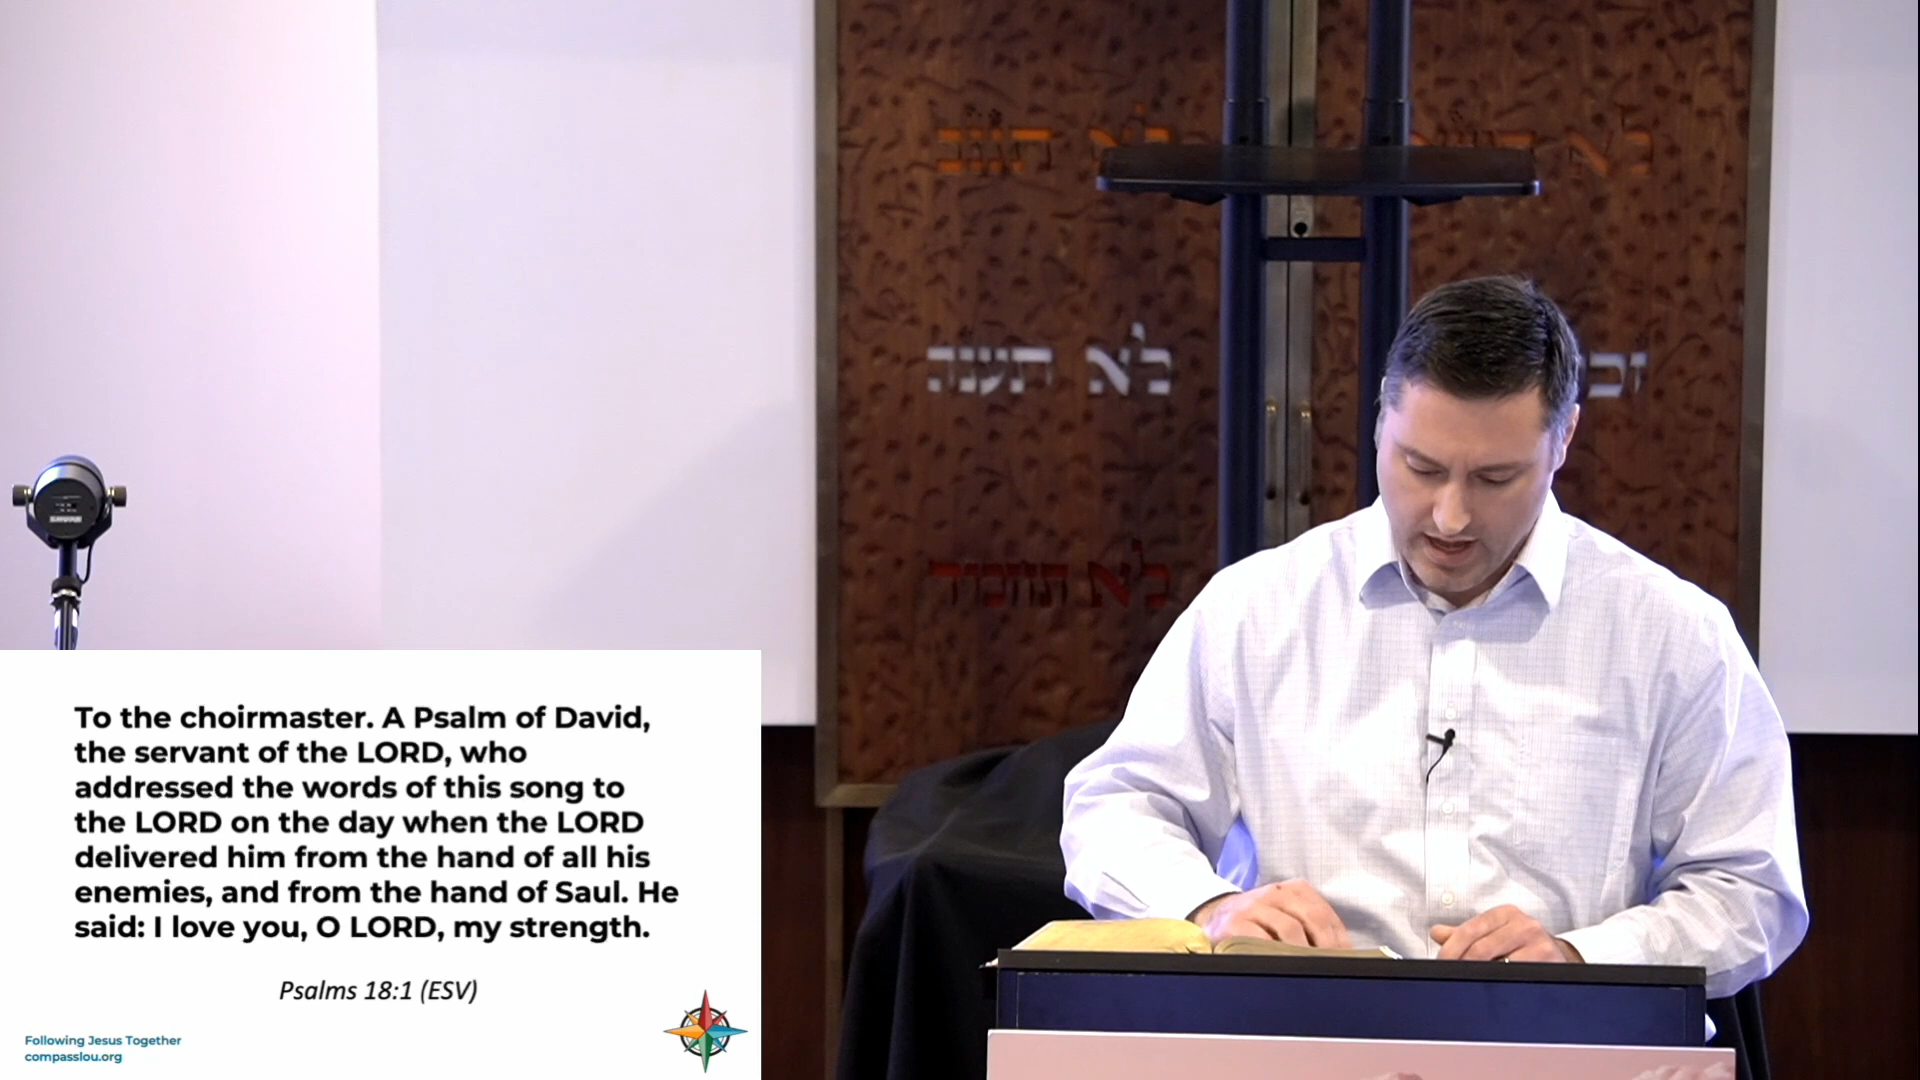 לא תענה
To the choirmaster. A Psalm of David,
the servant of the LORD, who
addressed the words of this song to
the LORD on the day when the LORD
delivered him from the hand of all his
enemies, and from the hand of Saul. He
said: I love you, O LORD, my strength.
Psalms 18:1 (ESV)
Following Jesus Together
compasslou.org